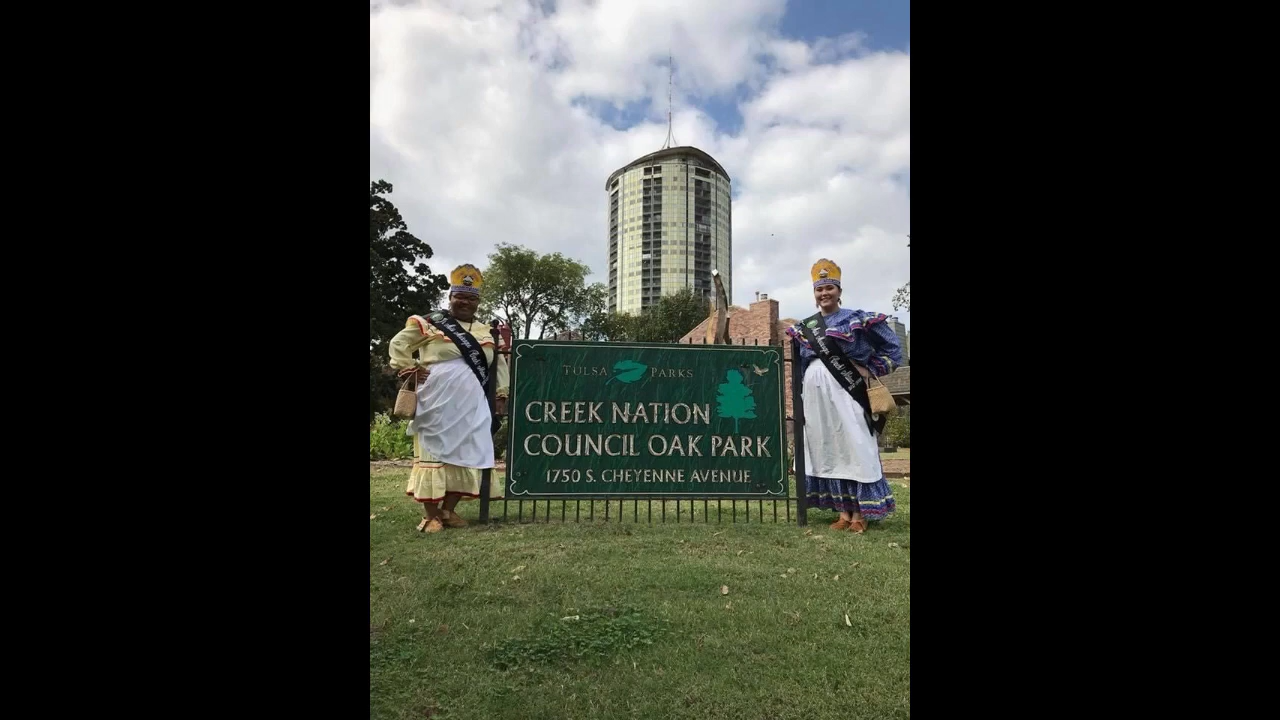 TULSA PARKS
CREEK NATION
COUNCIL OAK PARK
1750 S. CHEYENNE AVENUE